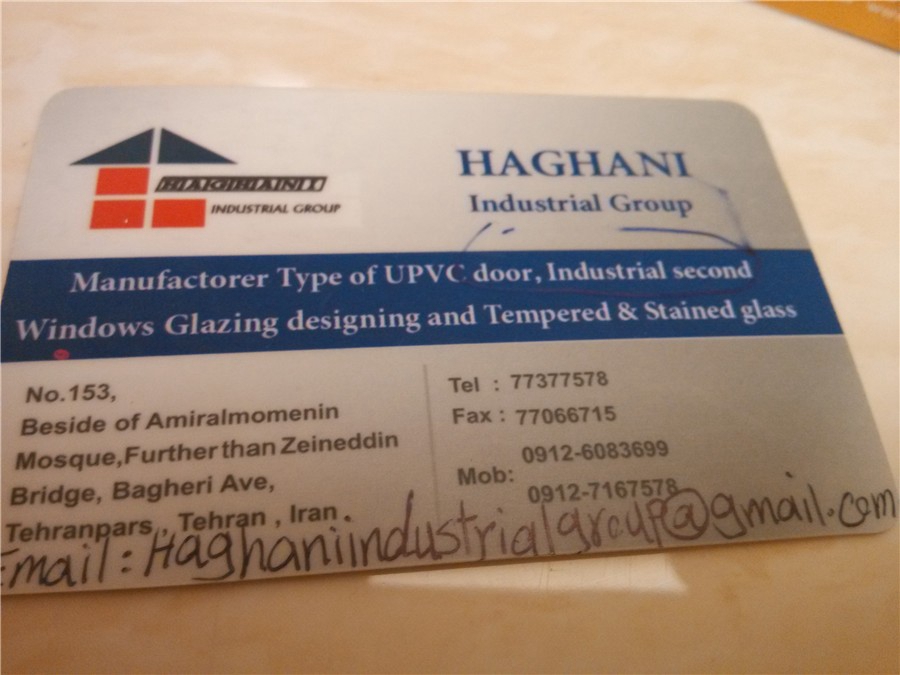 HAGHANI
INDUSTRIAL GROUP
HAGHANI
Industrial Group
Manufactorer Type of UPVC door, Industrial second
Windows Glazing designing and Tempered & Stained glass
No.153,
Beside of Amiralmomenin
Mosque,Further than Zeineddin
Bridge, Bagheri Ave,
Tehranpars , Tehran , Iran .
Tel : 77377578
Fax : 77066715
Mob: 0912-6083699
0912-7167578
Email: Haghaniindustrialgroup@gmail.com